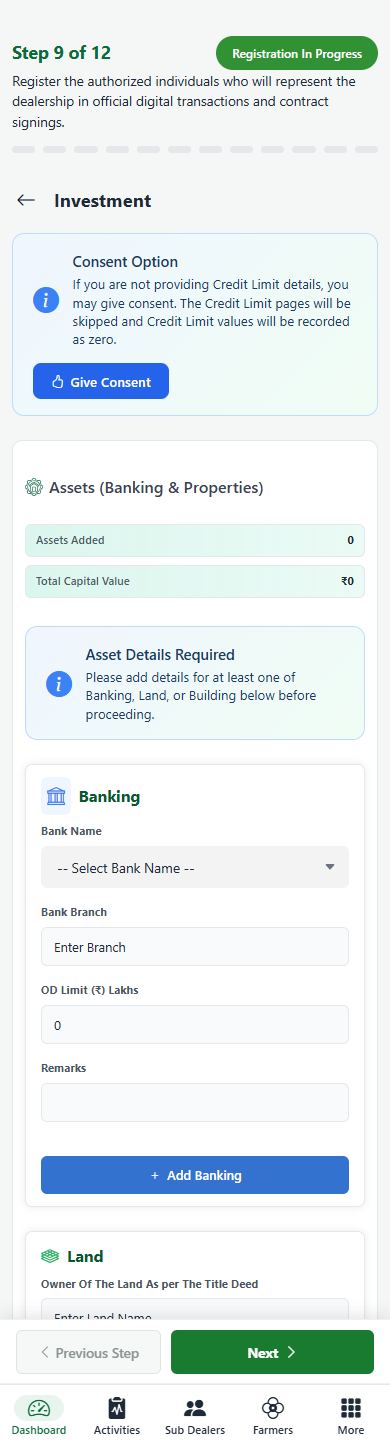 Step 9 of 12
Registration In Progress
Register the authorized individuals who will represent the
dealership in official digital transactions and contract
signings.
Investment
Consent Option
If you are not providing Credit Limit details, you
may give consent. The Credit Limit pages will be
skipped and Credit Limit values will be recorded
as zero.
Give Consent
Assets (Banking & Properties)
Assets Added 0
Total Capital Value ₹0
Asset Details Required
Please add details for at least one of
Banking, Land, or Building below before
proceeding.
Banking
Bank Name
-- Select Bank Name --
Bank Branch
Enter Branch
OD Limit (₹) Lakhs
0
Remarks
+ Add Banking
Land
Owner Of The Land As per The Title Deed
Enter Land Name
Previous Step
Next
Dashboard
Activities
Sub Dealers
Farmers
More